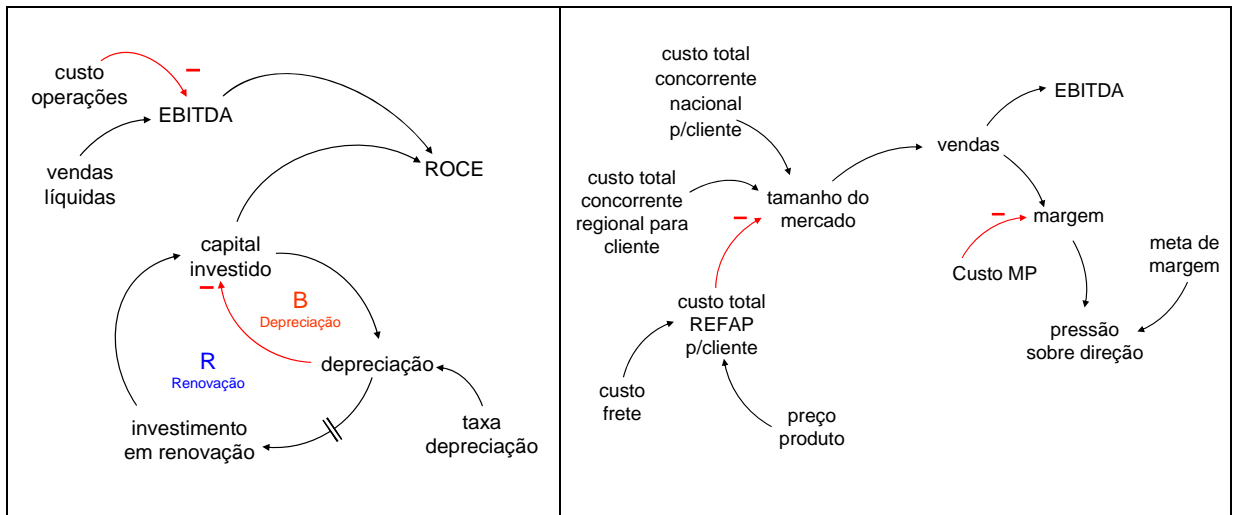 custo
operações
–
EBITDA
vendas
líquidas
ROCE
capital
investido
–
B
Depreciação
R
Renovação
depreciação
investimento
em renovação
taxa
depreciação
custo total
concorrente
nacional
p/cliente
EBITDA
vendas
custo total
concorrente
regional para
cliente
tamanho do
mercado
–
–
margem
Custo MP
meta de
margem
custo total
REFAP
p/cliente
pressão
sobre direção
custo
frete
preço
produto